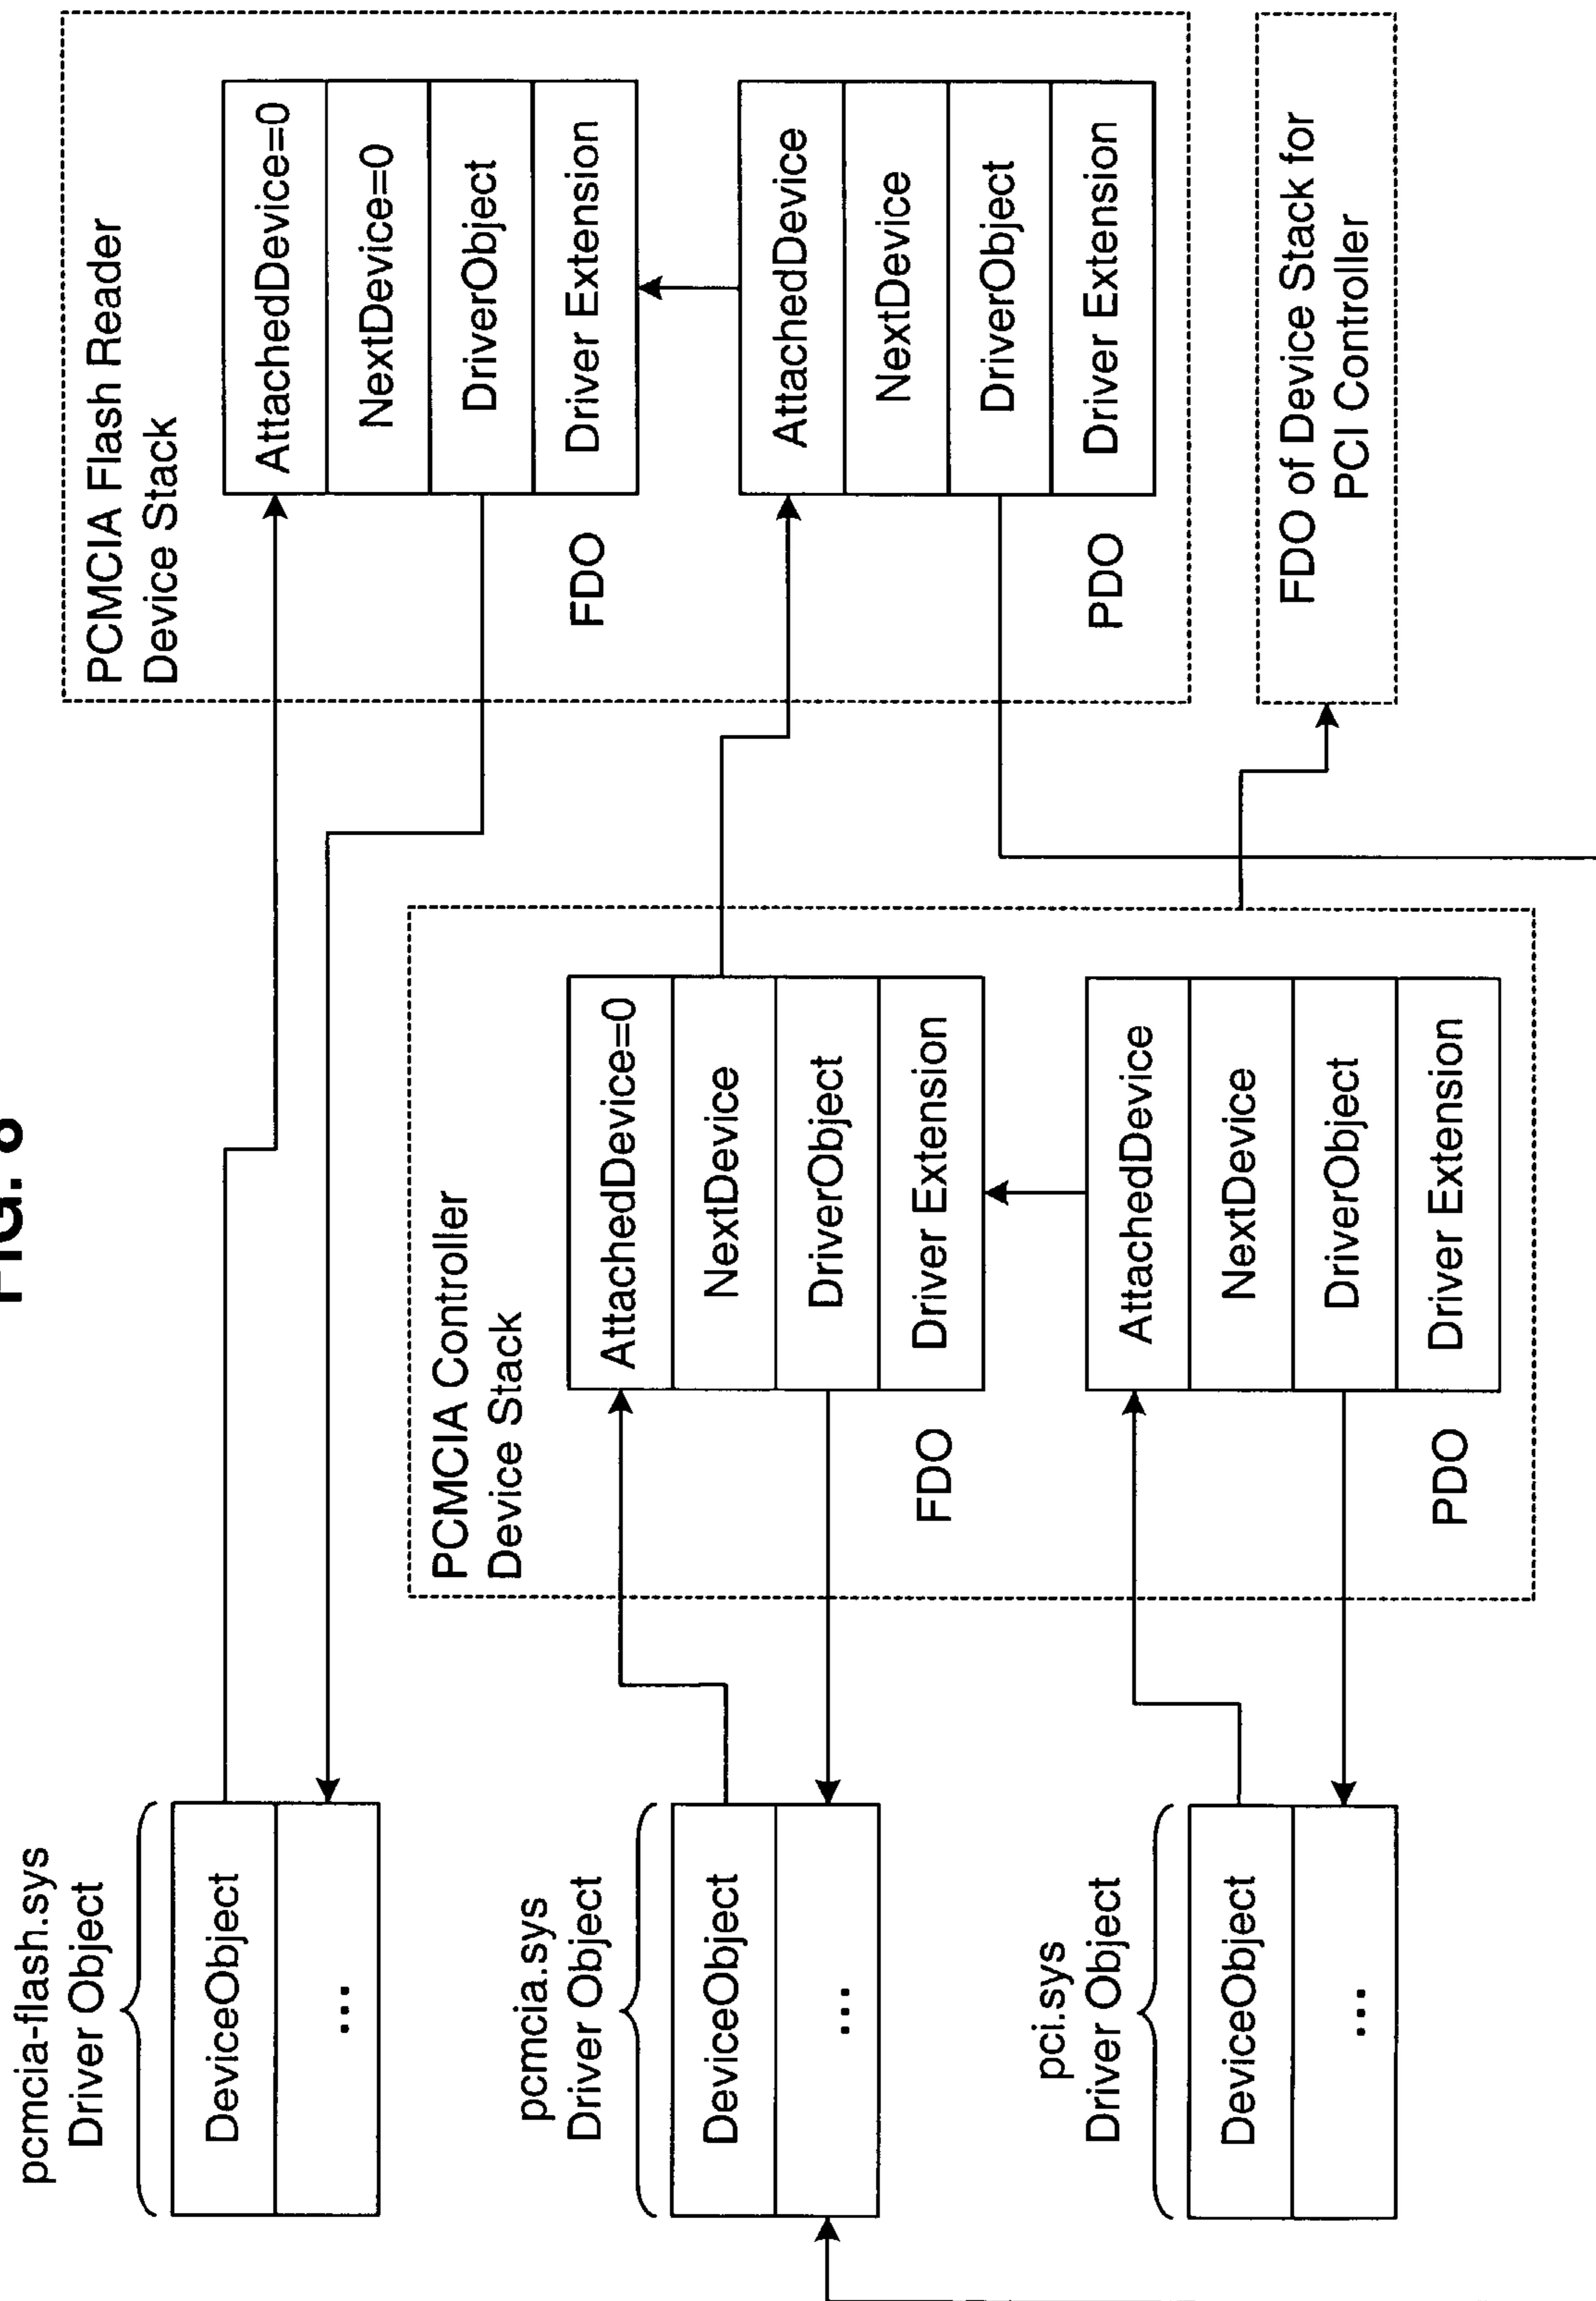 FIG. 8
pcmcia-flash.sys
Driver Object
DeviceObject
...
PCMCIA Flash Reader
Device Stack
AttachedDevice=0
NextDevice=0
DriverObject
Driver Extension
FDO
AttachedDevice
NextDevice
DriverObject
Driver Extension
PDO
pcmcia.sys
Driver Object
DeviceObject
...
PCMCIA Controller
Device Stack
AttachedDevice=0
NextDevice
DriverObject
Driver Extension
FDO
pci.sys
Driver Object
DeviceObject
...
AttachedDevice
NextDevice
DriverObject
Driver Extension
PDO
FDO of Device Stack for
PCI Controller